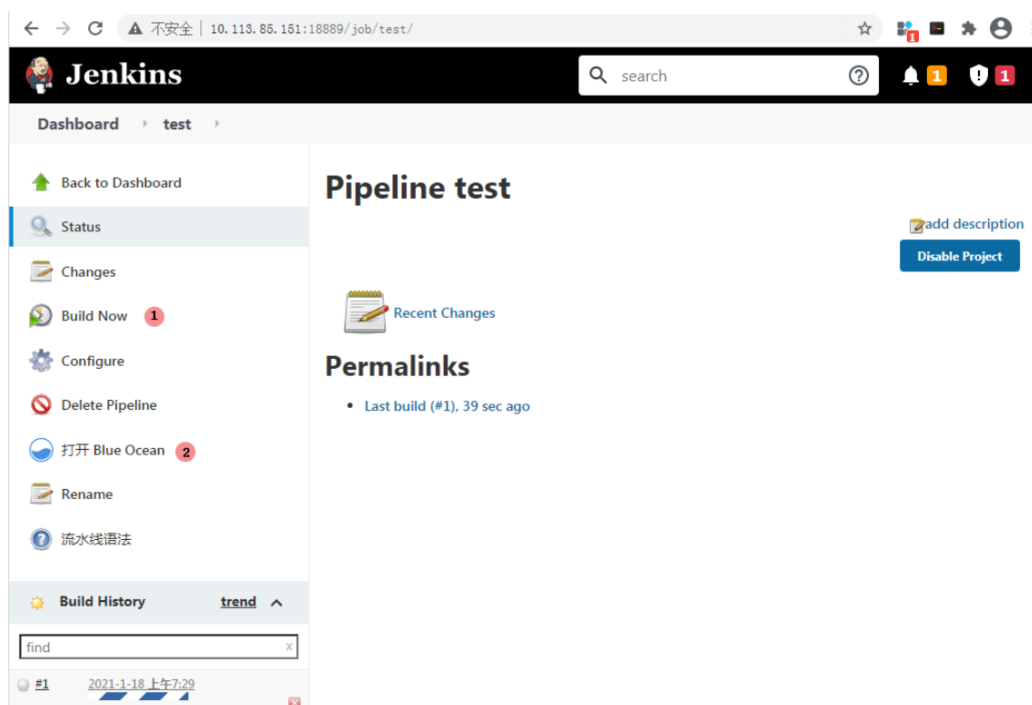 不安全 10.113.85.151:18889/job/test/
1
Jenkins
search
1
1
Dashboard test
Back to Dashboard
Status
Changes
Build Now 1
Configure
Delete Pipeline
打开 Blue Ocean 2
Rename
流水线语法
Build History trend
find x
#1 2021-1-18 上午7:29
Pipeline test
add description
Disable Project
Recent Changes
Permalinks
Last build (#1), 39 sec ago